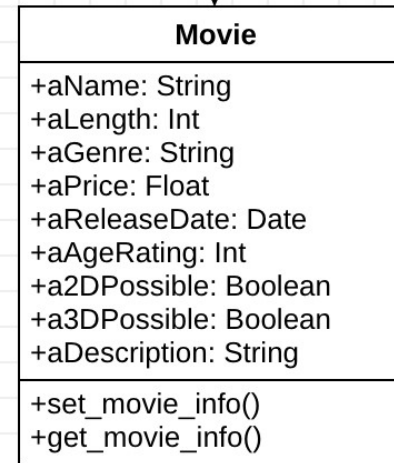 Movie
+aName: String
+aLength: Int
+aGenre: String
+aPrice: Float
+aReleaseDate: Date
+aAgeRating: Int
+a2DPossible: Boolean
+a3DPossible: Boolean
+aDescription: String
+set_movie_info()
+get_movie_info()